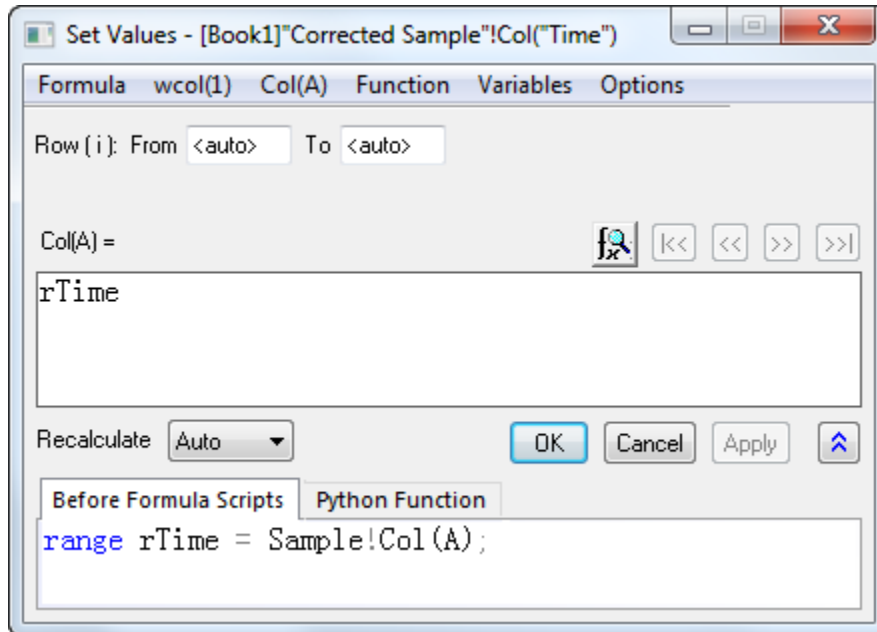 Set Values - [Book1]"Corrected Sample"!Col("Time")
Formula wcol(1) Col(A) Function Variables Options
Row ( i ): From <auto> To <auto>
Col(A) = fx |<< << >> >>|
rTime
Recalculate Auto OK Cancel Apply
Before Formula Scripts Python Function
range rTime = Sample!Col(A);